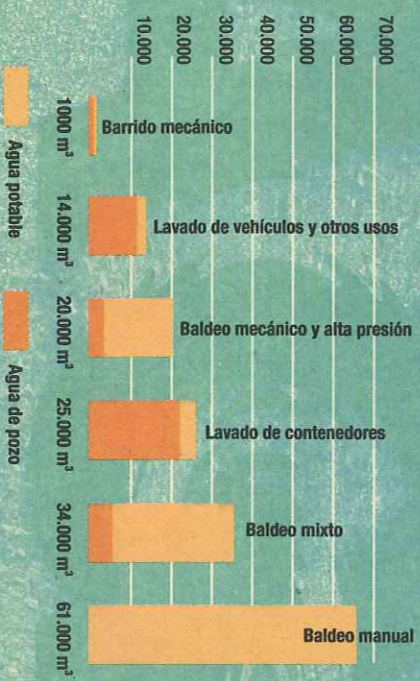 70.000
60.000
50.000
40.000
30.000
20.000
10.000
Barrido mecánico
Lavado de vehículos y otros usos
Baldeo mecánico y alta presión
Lavado de contenedores
Baldeo mixto
Baldeo manual
1000 m³
14.000 m³
20.000 m³
25.000 m³
34.000 m³
61.000 m³
Agua potable
Agua de pozo